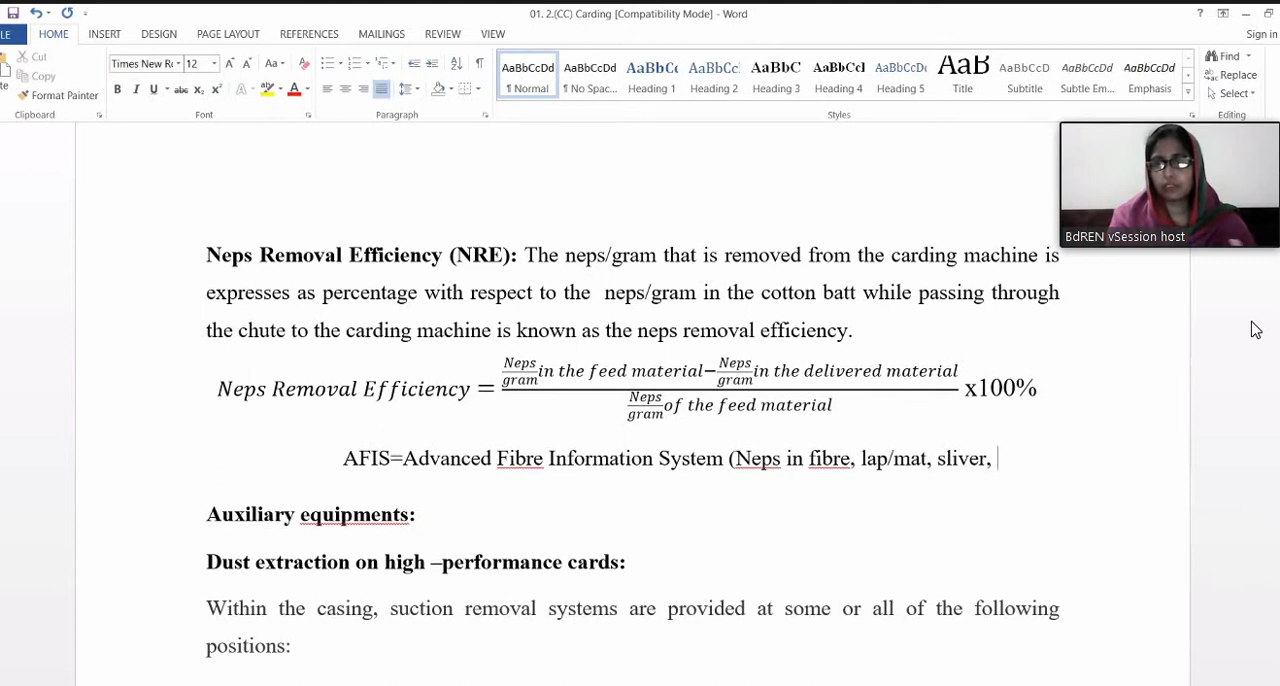 01. 2.(CC) Carding [Compatibility Mode] - Word
HOME INSERT DESIGN PAGE LAYOUT REFERENCES MAILINGS REVIEW VIEW Sign in
Cut
Copy
Format Painter
Clipboard
Times New Ro 12
Font
Paragraph
AaBbCcDd AaBbCcDd AaBbCc AaBbCc AaBbC AaBbCcI AaBbCcDc AaB AaBbCcD AaBbCcDd AaBbCcDd
¶ Normal ¶ No Spac... Heading 1 Heading 2 Heading 3 Heading 4 Heading 5 Title Subtitle Subtle Em... Emphasis
Styles
Find
Replace
Select
Editing
BdREN vSession host
Neps Removal Efficiency (NRE): The neps/gram that is removed from the carding machine is
expresses as percentage with respect to the neps/gram in the cotton batt while passing through
the chute to the carding machine is known as the neps removal efficiency.
Neps Removal Efficiency = (Neps/gram in the feed material − Neps/gram in the delivered material) / (Neps/gram of the feed material) x100%
AFIS=Advanced Fibre Information System (Neps in fibre, lap/mat, sliver,
Auxiliary equipments:
Dust extraction on high –performance cards:
Within the casing, suction removal systems are provided at some or all of the following
positions: